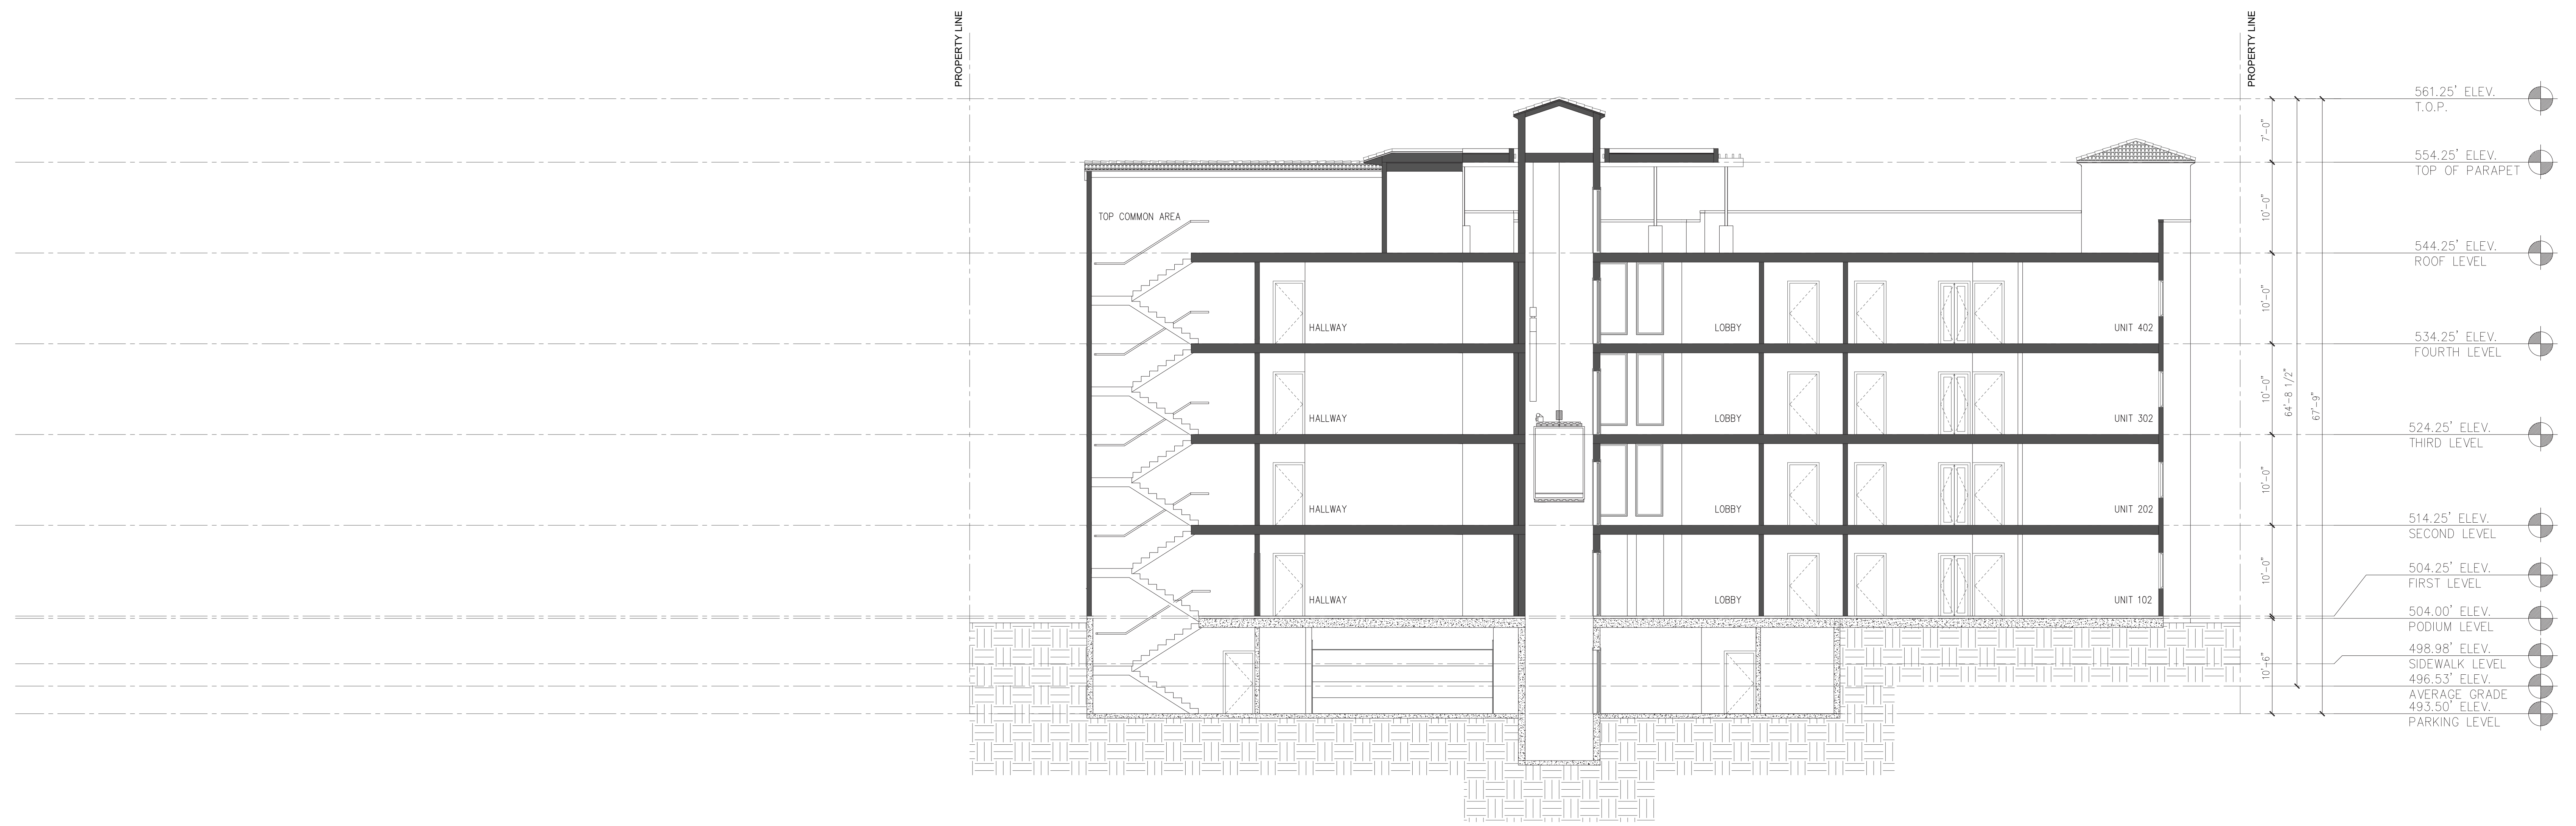 PROPERTY LINE
PROPERTY LINE
561.25' ELEV.
T.O.P.
7'-0"
554.25' ELEV.
TOP OF PARAPET
TOP COMMON AREA
10'-0"
544.25' ELEV.
ROOF LEVEL
10'-0"
HALLWAY
LOBBY
UNIT 402
534.25' ELEV.
FOURTH LEVEL
64'-8 1/2"
67'-9"
10'-0"
HALLWAY
LOBBY
UNIT 302
524.25' ELEV.
THIRD LEVEL
10'-0"
HALLWAY
LOBBY
UNIT 202
514.25' ELEV.
SECOND LEVEL
10'-0"
504.25' ELEV.
FIRST LEVEL
HALLWAY
LOBBY
UNIT 102
504.00' ELEV.
PODIUM LEVEL
498.98' ELEV.
SIDEWALK LEVEL
10'-6"
496.53' ELEV.
AVERAGE GRADE
493.50' ELEV.
PARKING LEVEL